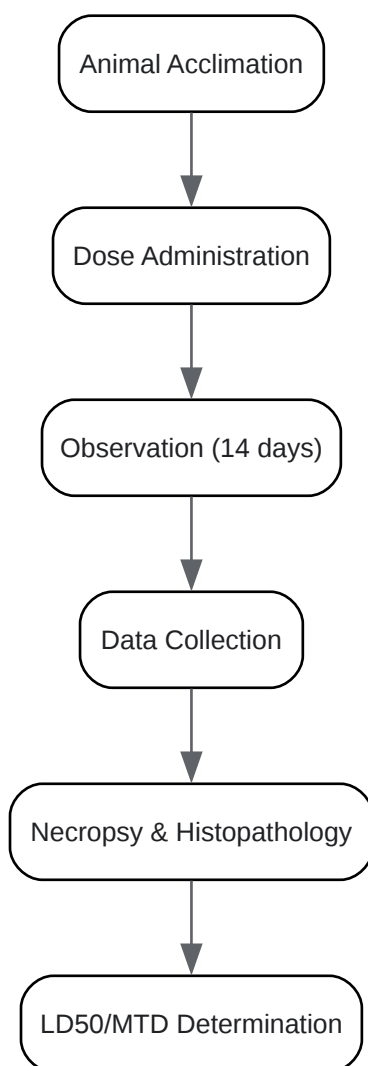 Animal Acclimation
Dose Administration
Observation (14 days)
Data Collection
Necropsy & Histopathology
LD50/MTD Determination